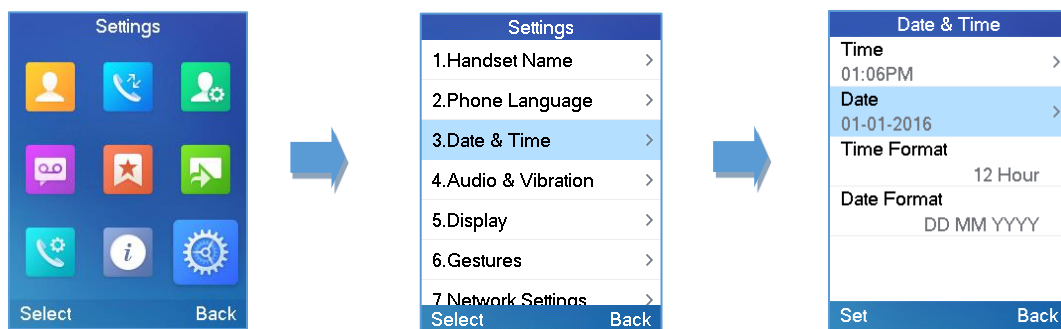 Settings
Select Back
Settings
1.Handset Name
2.Phone Language
3.Date & Time
4.Audio & Vibration
5.Display
6.Gestures
7.Network Settings
Select Back
Date & Time
Time
01:06PM
Date
01-01-2016
Time Format
12 Hour
Date Format
DD MM YYYY
Set Back